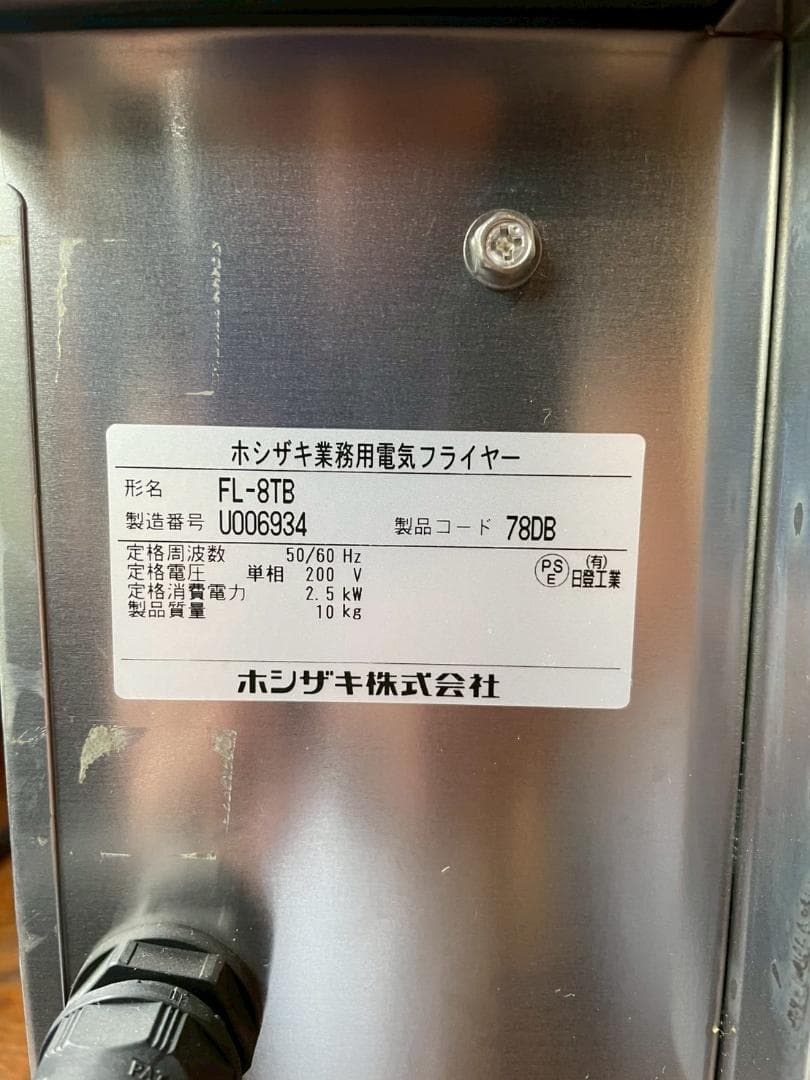 ホシザキ業務用電気フライヤー
形名 FL-8TB
製造番号 U006934 製品コード 78DB
定格周波数 50/60 Hz
定格電圧 単相 200 V
定格消費電力 2.5 kW
製品質量 10 kg
PS
E
(有)
日登工業
ホシザキ株式会社